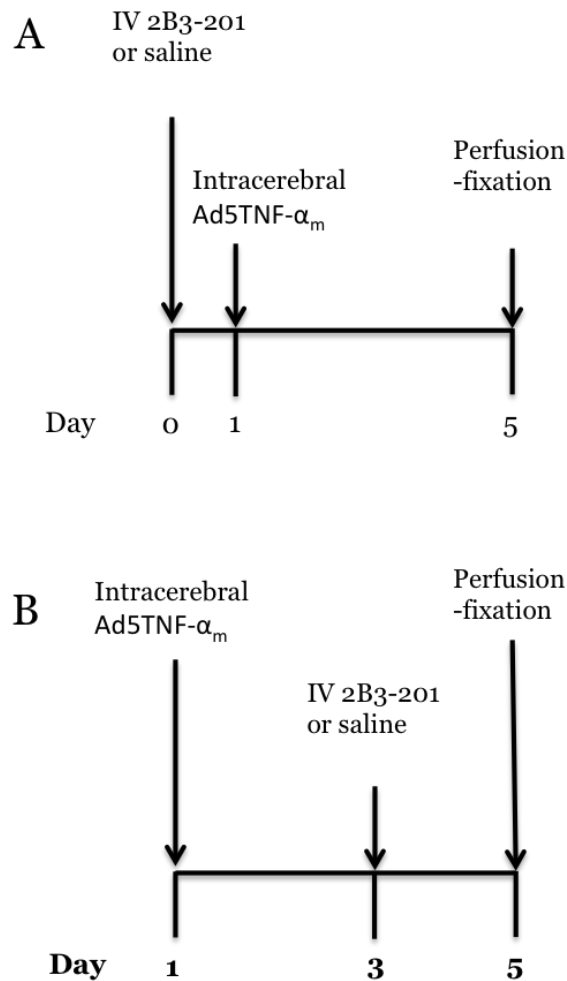 A
IV 2B3-201
or saline
Intracerebral
Ad5TNF-αm
Perfusion
-fixation
Day 0 1 5
B
Intracerebral
Ad5TNF-αm
IV 2B3-201
or saline
Perfusion
-fixation
Day 1 3 5